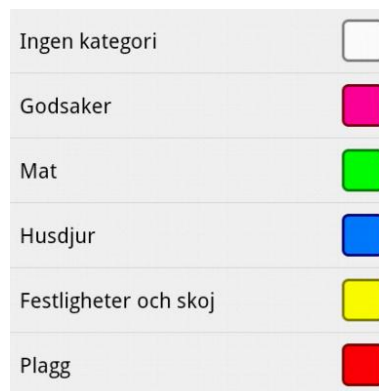 Ingen kategori
Godsaker
Mat
Husdjur
Festligheter och skoj
Plagg